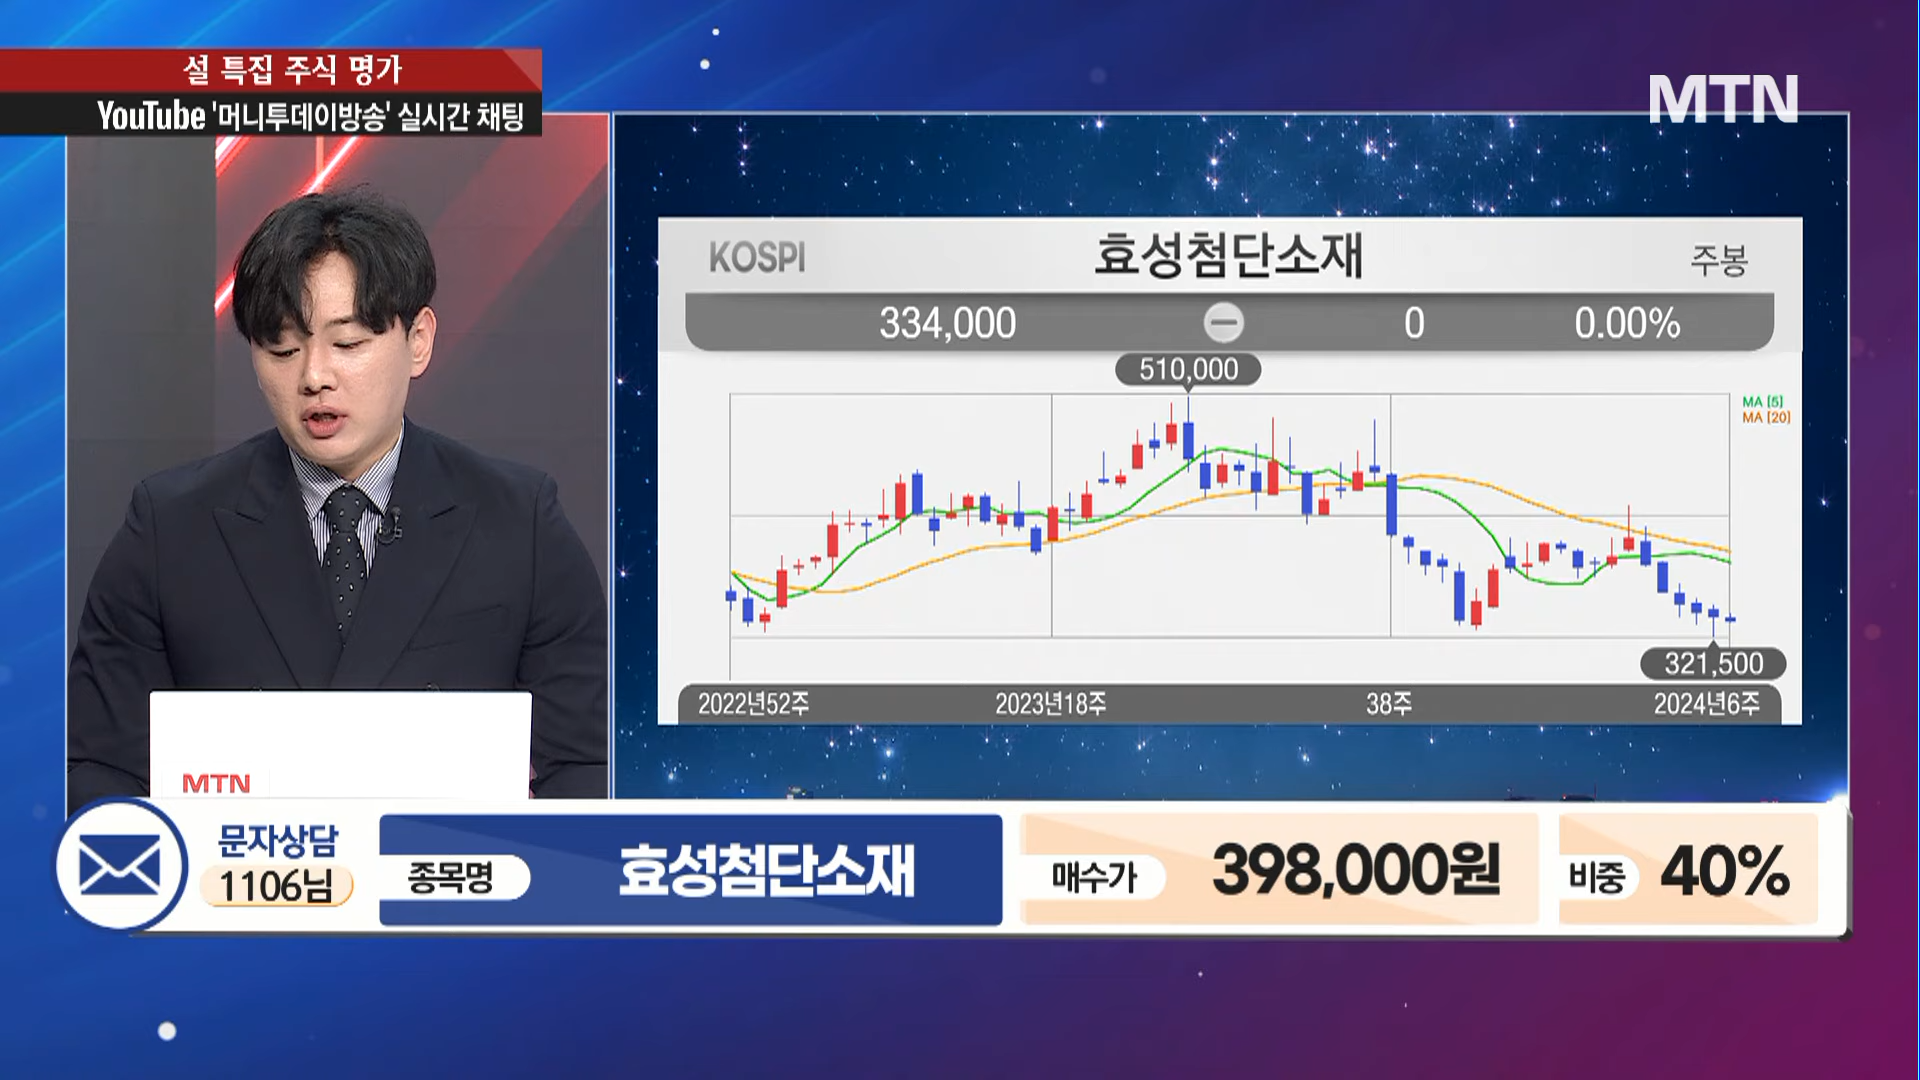 설 특집 주식 명가
YouTube '머니투데이방송' 실시간 채팅
MTN
KOSPI 효성첨단소재 주봉
334,000 0 0.00%
510,000
MA [5]
MA [20]
321,500
2022년52주 2023년18주 38주 2024년6주
MTN
문자상담
1106님
종목명 효성첨단소재
매수가 398,000원
비중 40%